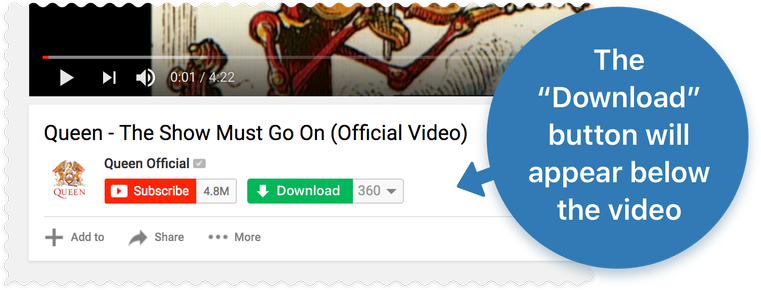 0:01 / 4:22
Queen - The Show Must Go On (Official Video)
Queen Official
QUEEN
Subscribe 4.8M Download 360
Add to Share More
The
“Download”
button will
appear below
the video